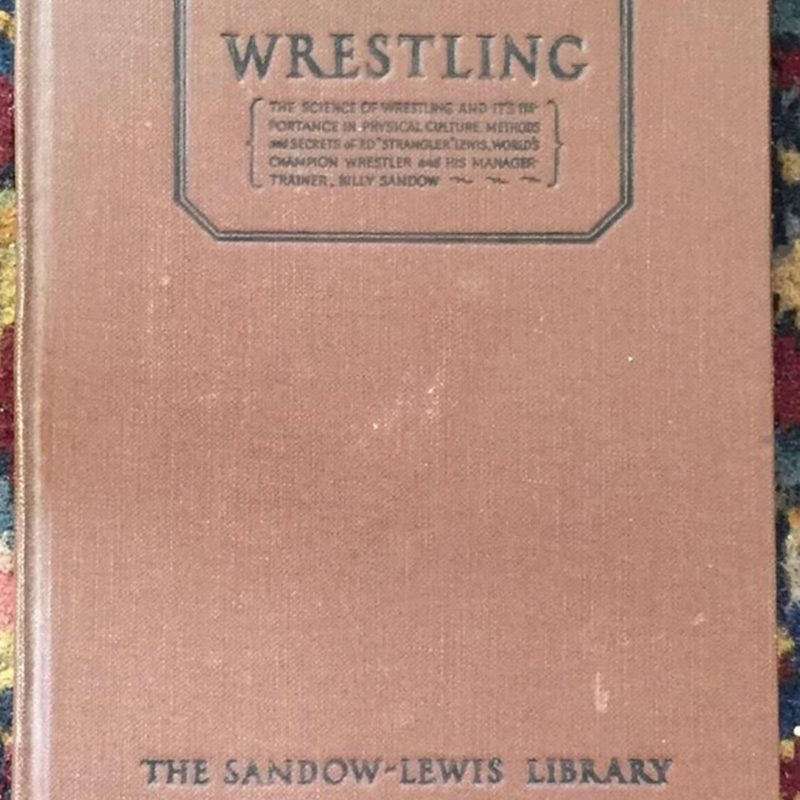 WRESTLING
THE SCIENCE OF WRESTLING AND IT'S IM-
PORTANCE IN PHYSICAL CULTURE. METHODS
and SECRETS of ED "STRANGLER" LEWIS, WORLD'S
CHAMPION WRESTLER and HIS MANAGER-
TRAINER, BILLY SANDOW
THE SANDOW-LEWIS LIBRARY